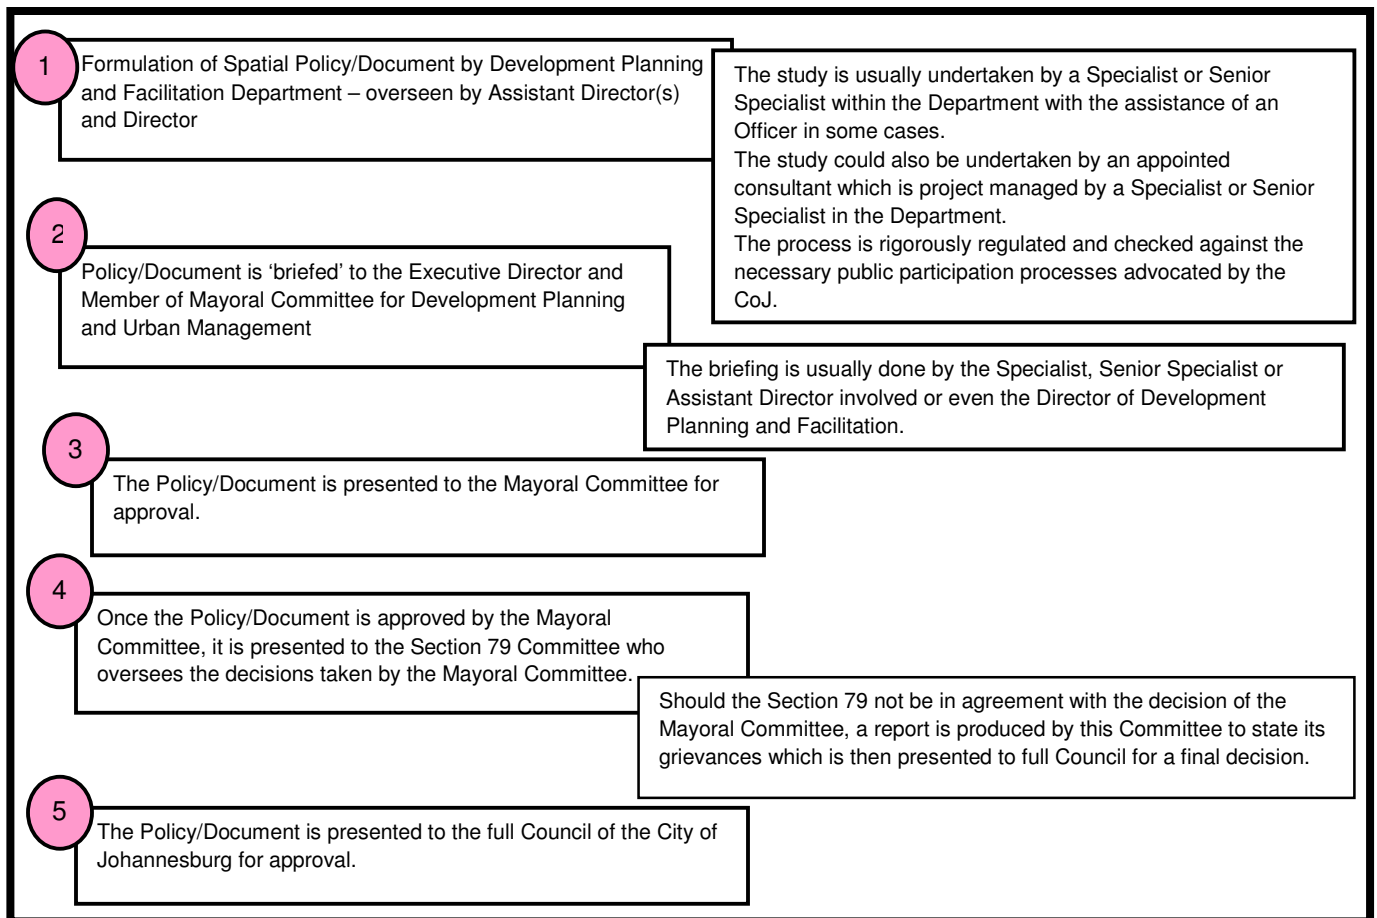 1
Formulation of Spatial Policy/Document by Development Planning
and Facilitation Department – overseen by Assistant Director(s)
and Director
The study is usually undertaken by a Specialist or Senior
Specialist within the Department with the assistance of an
Officer in some cases.
The study could also be undertaken by an appointed
consultant which is project managed by a Specialist or Senior
Specialist in the Department.
The process is rigorously regulated and checked against the
necessary public participation processes advocated by the
CoJ.
2
Policy/Document is ‘briefed’ to the Executive Director and
Member of Mayoral Committee for Development Planning
and Urban Management
The briefing is usually done by the Specialist, Senior Specialist or
Assistant Director involved or even the Director of Development
Planning and Facilitation.
3
The Policy/Document is presented to the Mayoral Committee for
approval.
4
Once the Policy/Document is approved by the Mayoral
Committee, it is presented to the Section 79 Committee who
oversees the decisions taken by the Mayoral Committee.
Should the Section 79 not be in agreement with the decision of the
Mayoral Committee, a report is produced by this Committee to state its
grievances which is then presented to full Council for a final decision.
5
The Policy/Document is presented to the full Council of the City of
Johannesburg for approval.